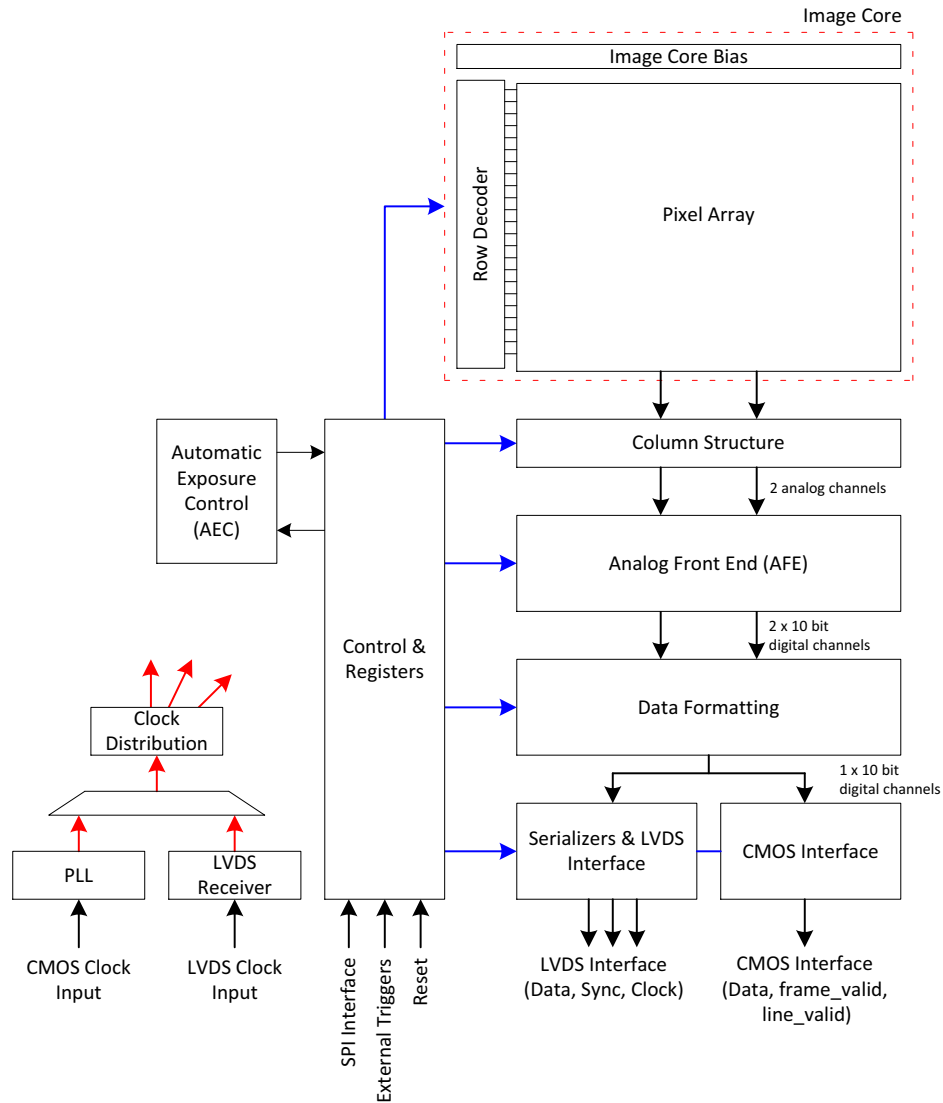 Image Core
Image Core Bias
Row Decoder
Pixel Array
Automatic
Exposure
Control
(AEC)
Column Structure
2 analog channels
Analog Front End (AFE)
2 x 10 bit
digital channels
Control &
Registers
Data Formatting
Clock
Distribution
1 x 10 bit
digital channels
PLL
LVDS
Receiver
Serializers & LVDS
Interface
CMOS Interface
CMOS Clock
Input
LVDS Clock
Input
SPI Interface
External Triggers
Reset
LVDS Interface
(Data, Sync, Clock)
CMOS Interface
(Data, frame_valid,
line_valid)